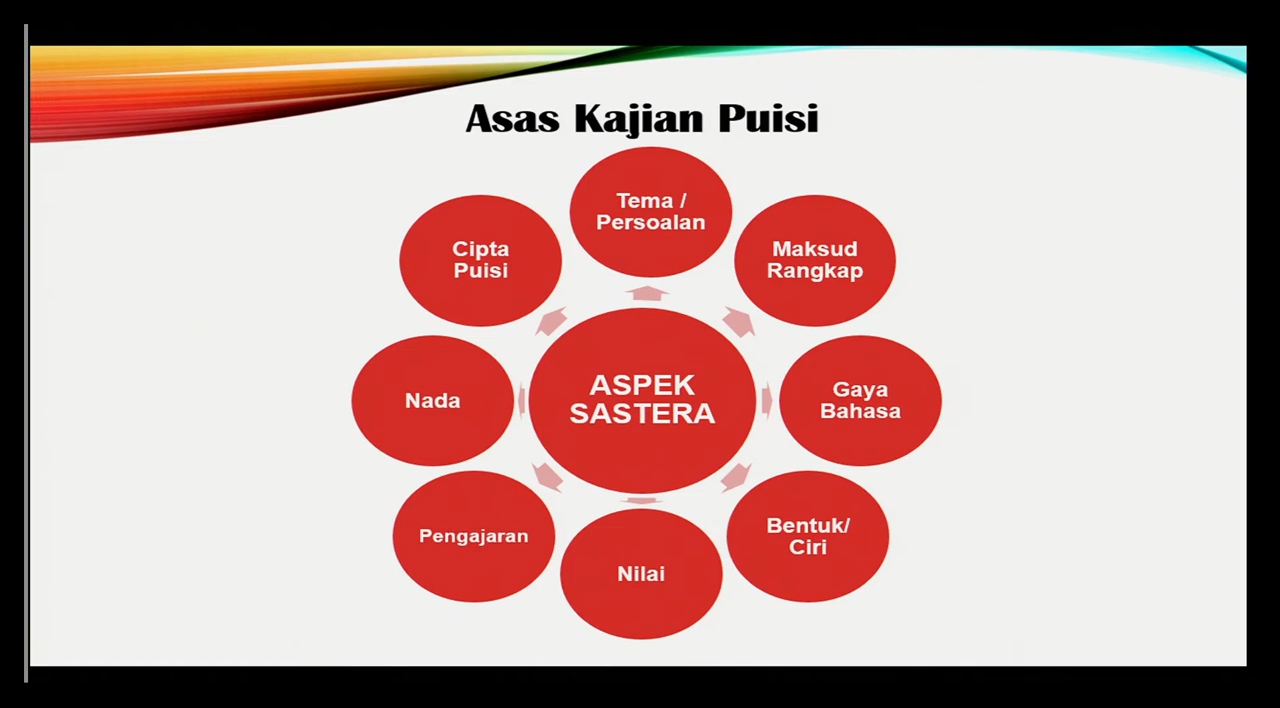 Asas Kajian Puisi
Tema /
Persoalan
Maksud
Rangkap
Gaya
Bahasa
Bentuk/
Ciri
Nilai
Pengajaran
Nada
Cipta
Puisi
ASPEK
SASTERA